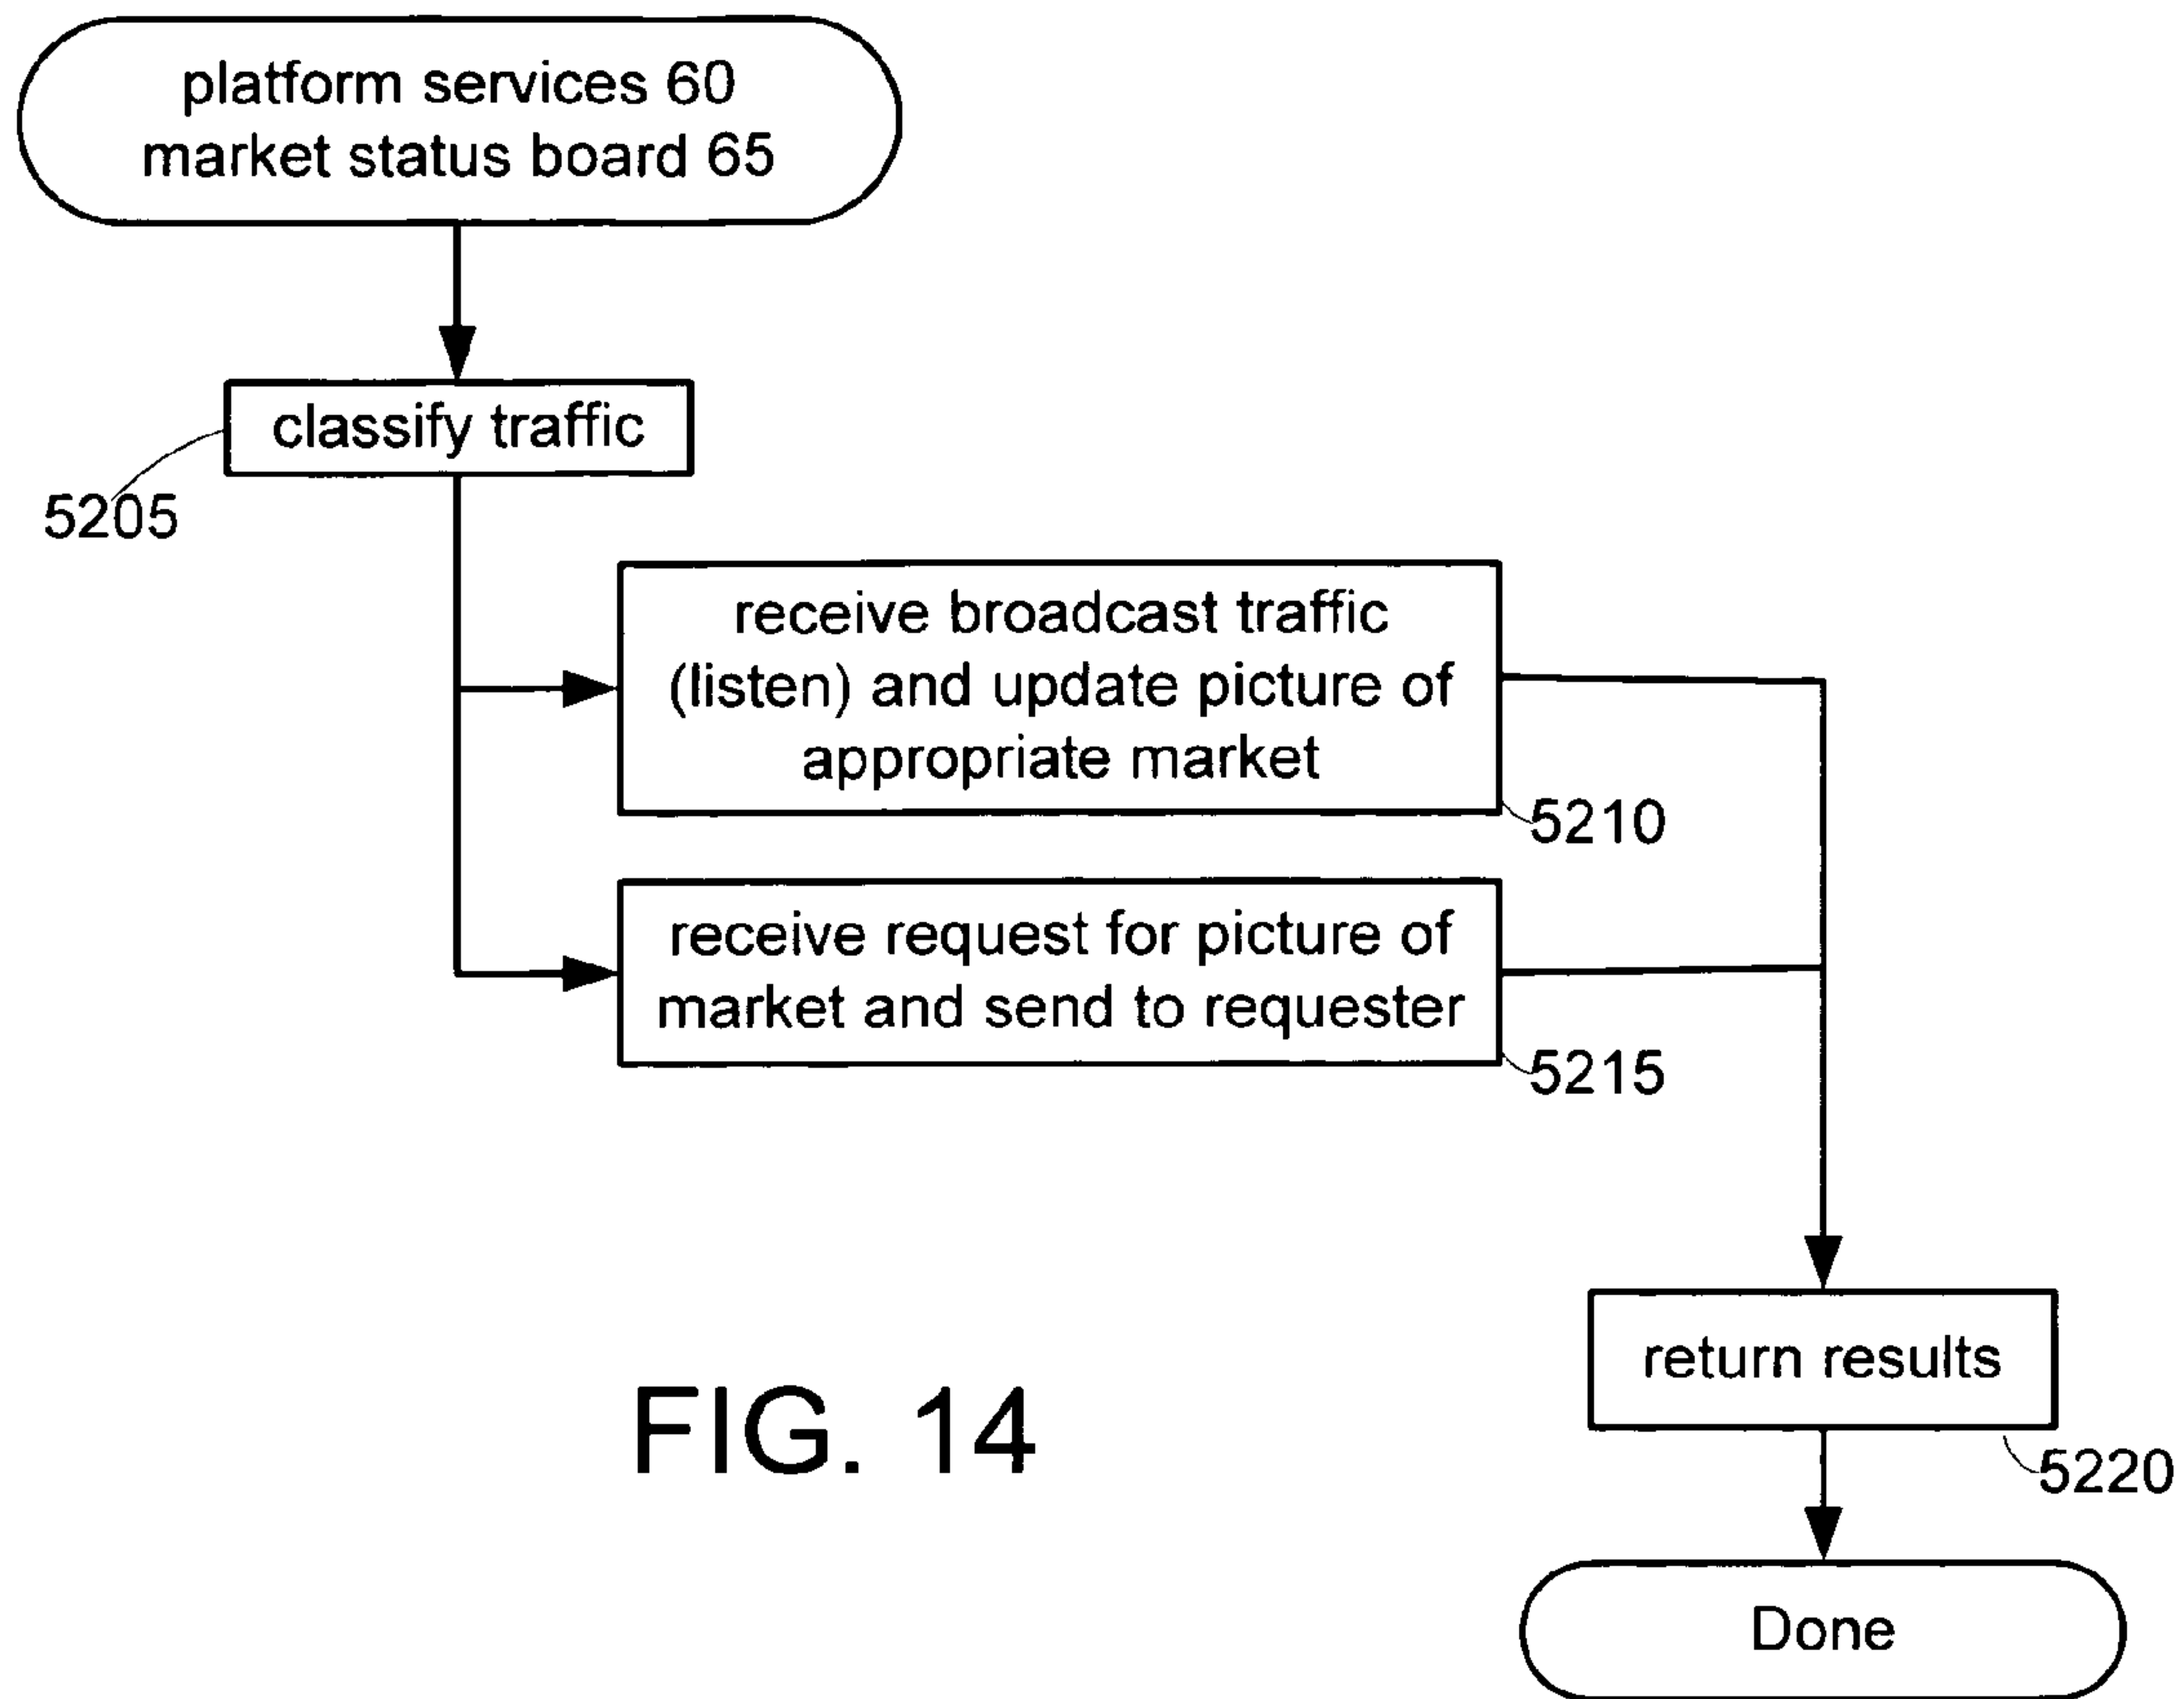 platform services 60
market status board 65
classify traffic
5205
receive broadcast traffic
(listen) and update picture of
appropriate market
5210
receive request for picture of
market and send to requester
5215
return results
5220
FIG. 14
Done